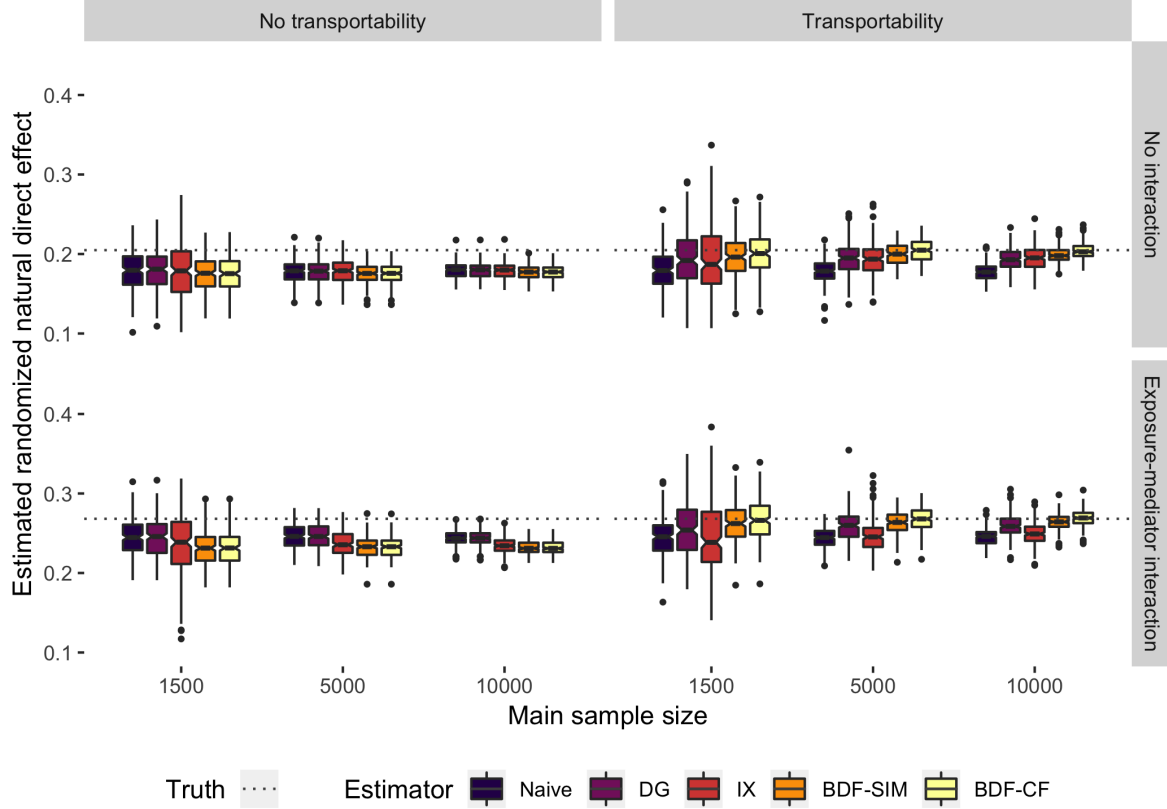 No transportability
Transportability
Estimated randomized natural direct effect
0.4
0.3
0.2
0.1
No interaction
0.4
0.3
0.2
0.1
Exposure-mediator interaction
1500
5000
10000
1500
5000
10000
Main sample size
Truth
Estimator
Naive
DG
IX
BDF-SIM
BDF-CF